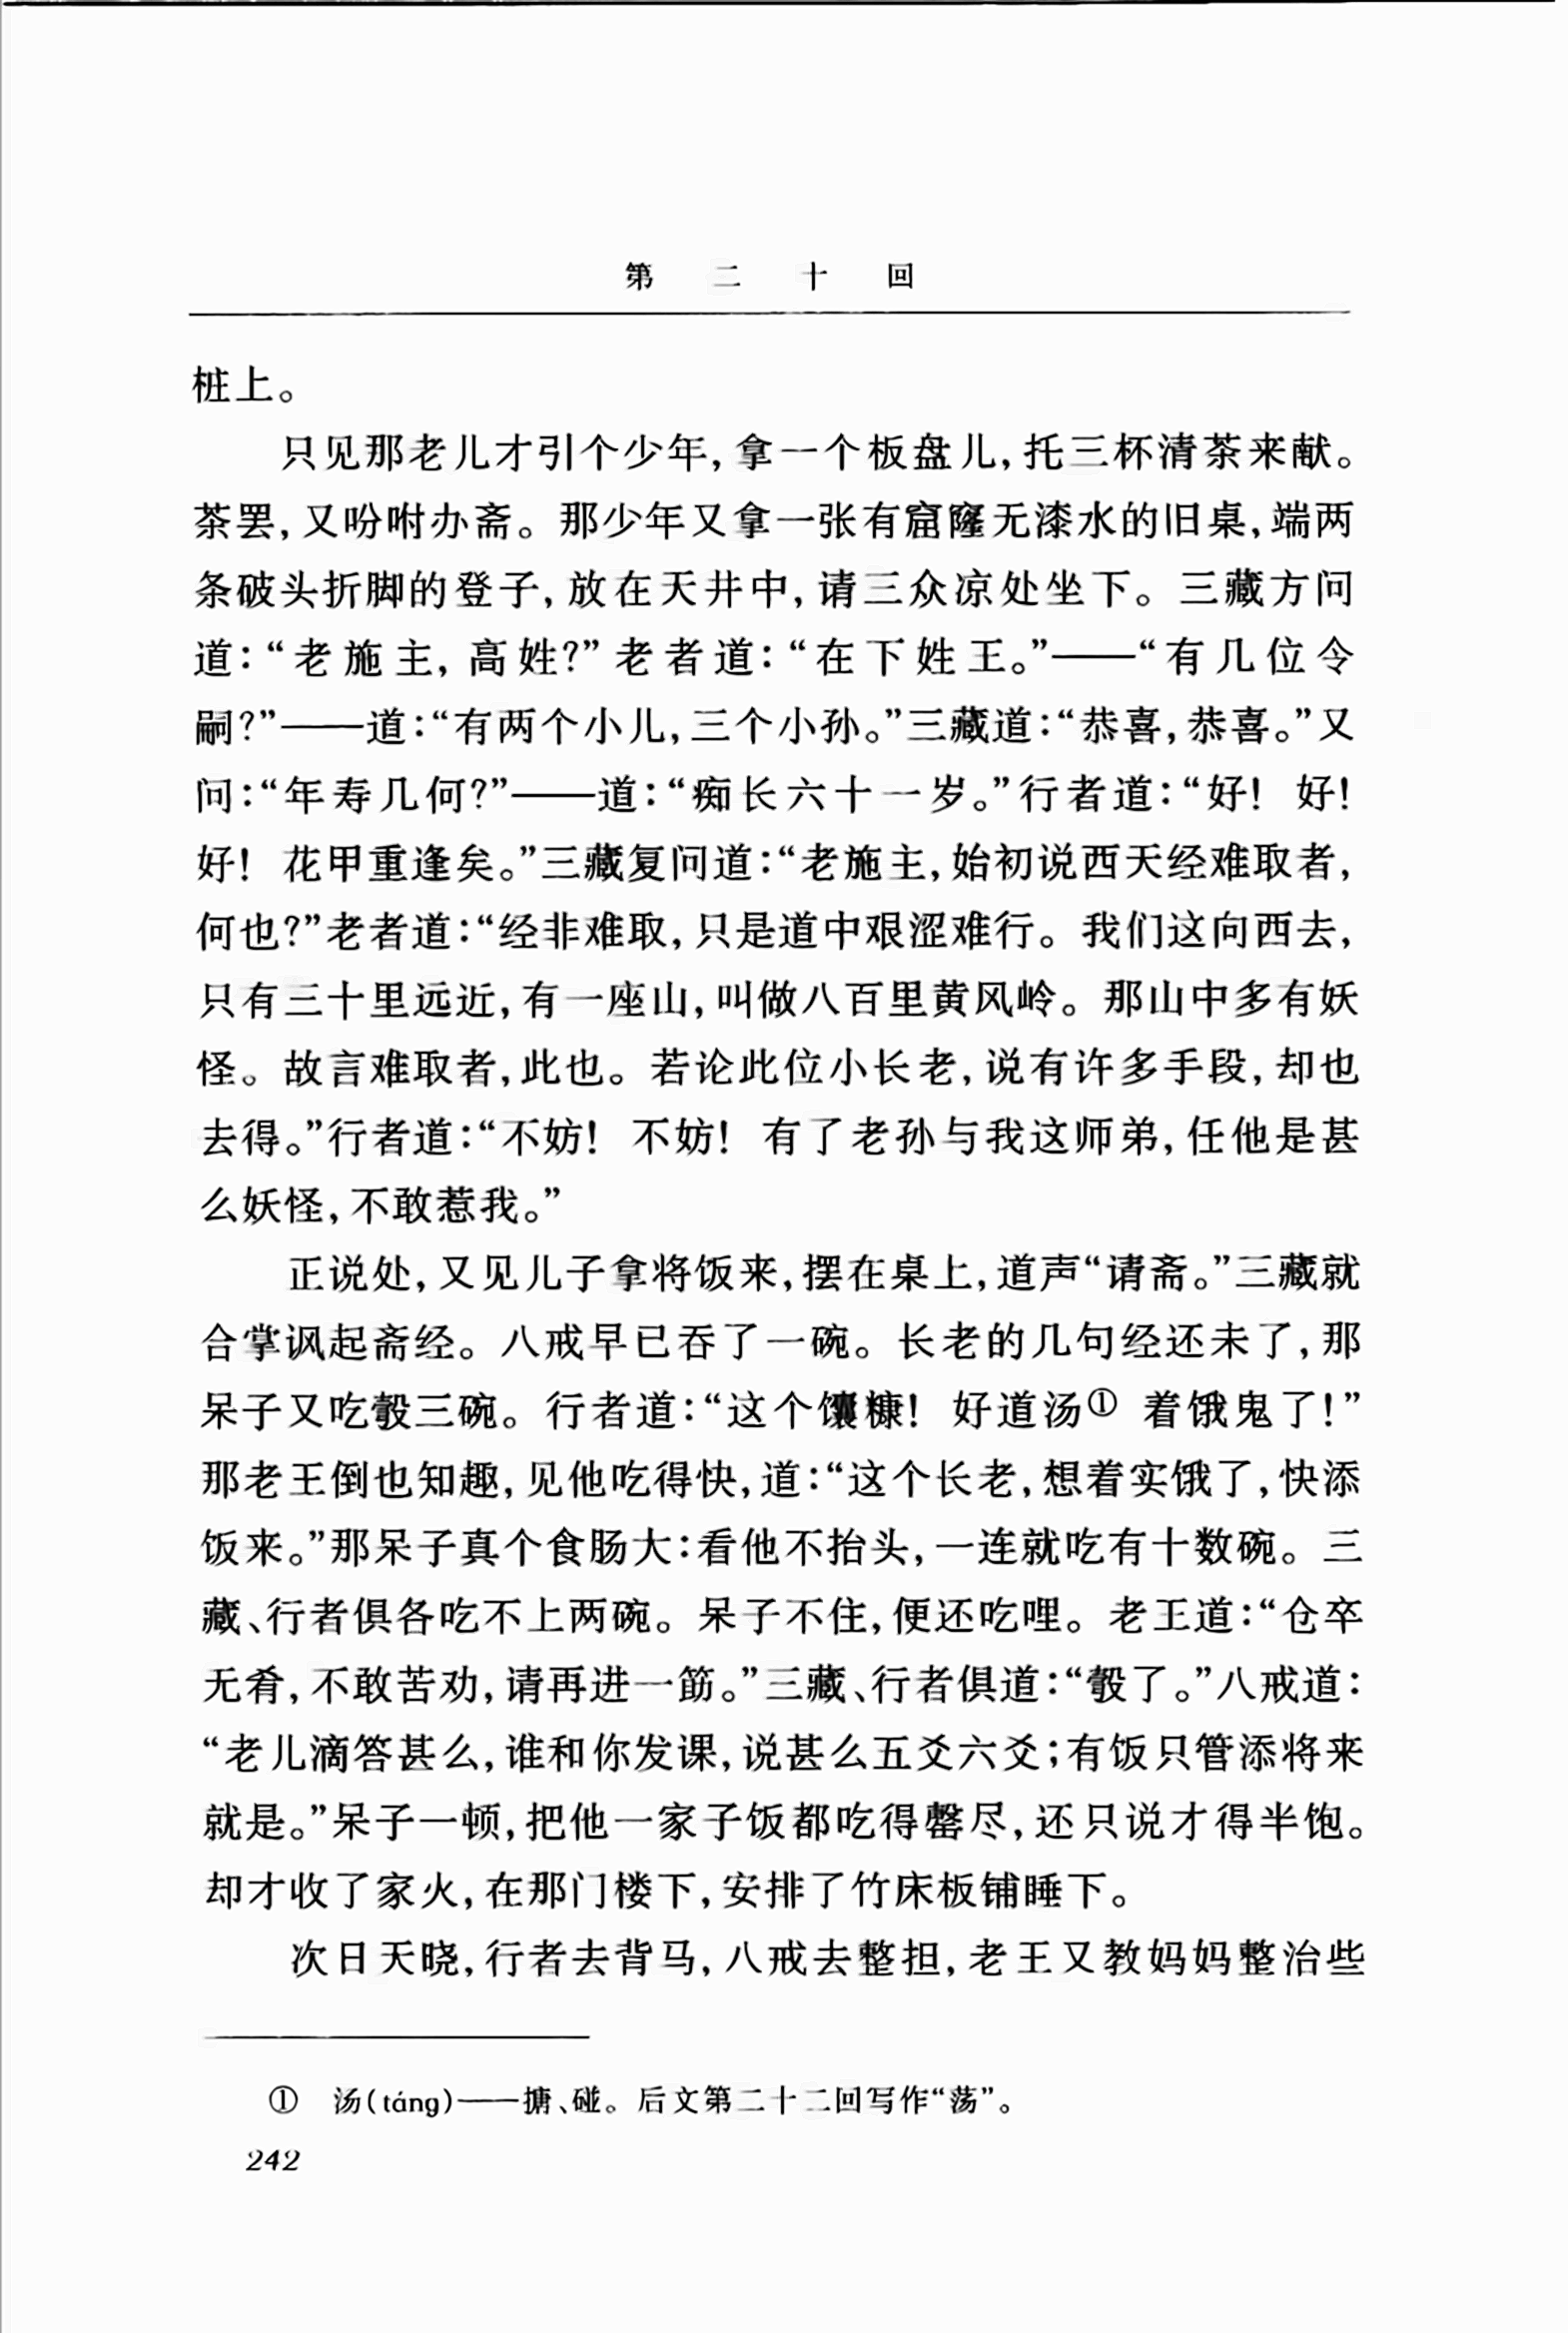 第二十回
桩上。
只见那老儿才引个少年，拿一个板盘儿，托三杯清茶来献。
茶罢，又吩咐办斋。那少年又拿一张有窟窿无漆水的旧桌，端两
条破头折脚的凳子，放在天井中，请三众凉处坐下。三藏方问
道：“老施主，高姓？”老者道：“在下姓王。”——“有几位令
嗣？”——道：“有两个小儿，三个小孙。”三藏道：“恭喜，恭喜。”又
问：“年寿几何？”——道：“痴长六十一岁。”行者道：“好！好！
好！花甲重逢矣。”三藏复问道：“老施主，始初说西天经难取者，
何也？”老者道：“经非难取，只是道中艰涩难行。我们这向西去，
只有三十里远近，有一座山，叫做八百里黄风岭。那山中多有妖
怪。故言难取者，此也。若论此位小长老，说有许多手段，却也
去得。”行者道：“不妨！不妨！有了老孙与我这师弟，任他是甚
么妖怪，不敢惹我。”
正说处，又见儿子拿将饭来，摆在桌上，道声“请斋。”三藏就
合掌讽起斋经。八戒早已吞了一碗。长老的几句经还未了，那
呆子又吃彀三碗。行者道：“这个馕糠！好道汤①着饿鬼了！”
那老王倒也知趣，见他吃得快，道：“这个长老，想着实饿了，快添
饭来。”那呆子真个食肠大：看他不抬头，一连就吃有十数碗。三
藏、行者俱各吃不上两碗。呆子不住，便还吃哩。老王道：“仓卒
无肴，不敢苦劝，请再进一筯。”三藏、行者俱道：“彀了。”八戒道：
“老儿滴答甚么，谁和你发课，说甚么五爻六爻；有饭只管添将来
就是。”呆子一顿，把他一家子饭都吃得罄尽，还只说才得半饱。
却才收了家火，在那门楼下，安排了竹床板铺睡下。
次日天晓，行者去背马，八戒去整担，老王又教妈妈整治些
① 汤（táng）——搪、碰。后文第二十二回写作“荡”。
242